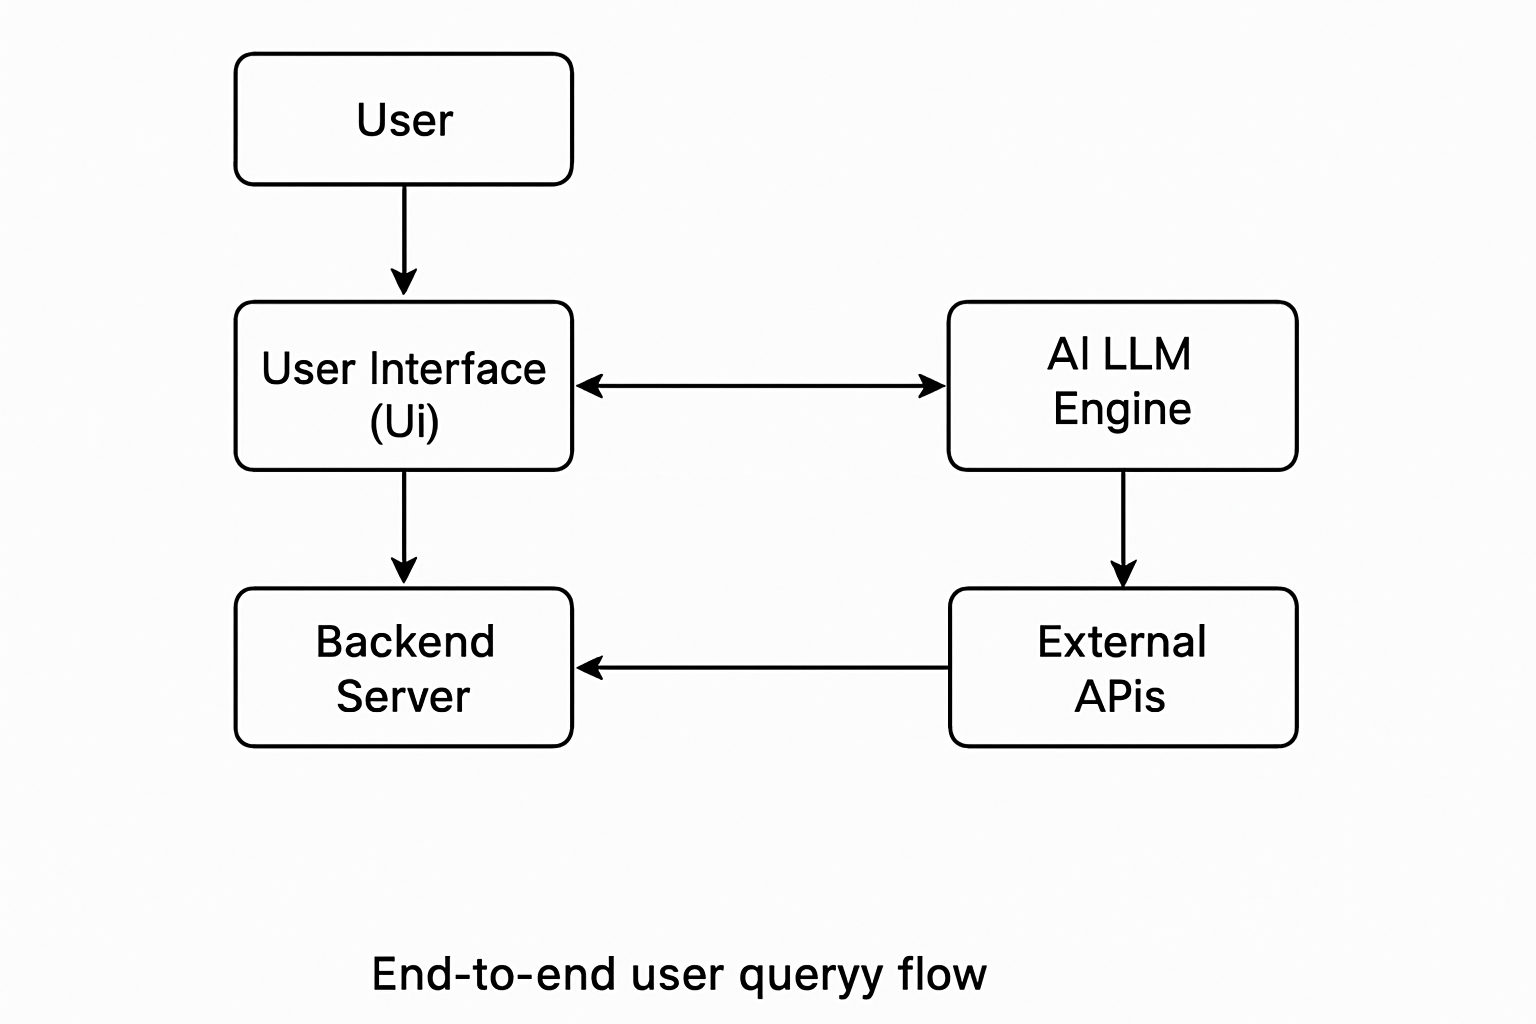 User
User Interface
(Ui)
AI LLM
Engine
Backend
Server
External
APis
End-to-end user queryy flow